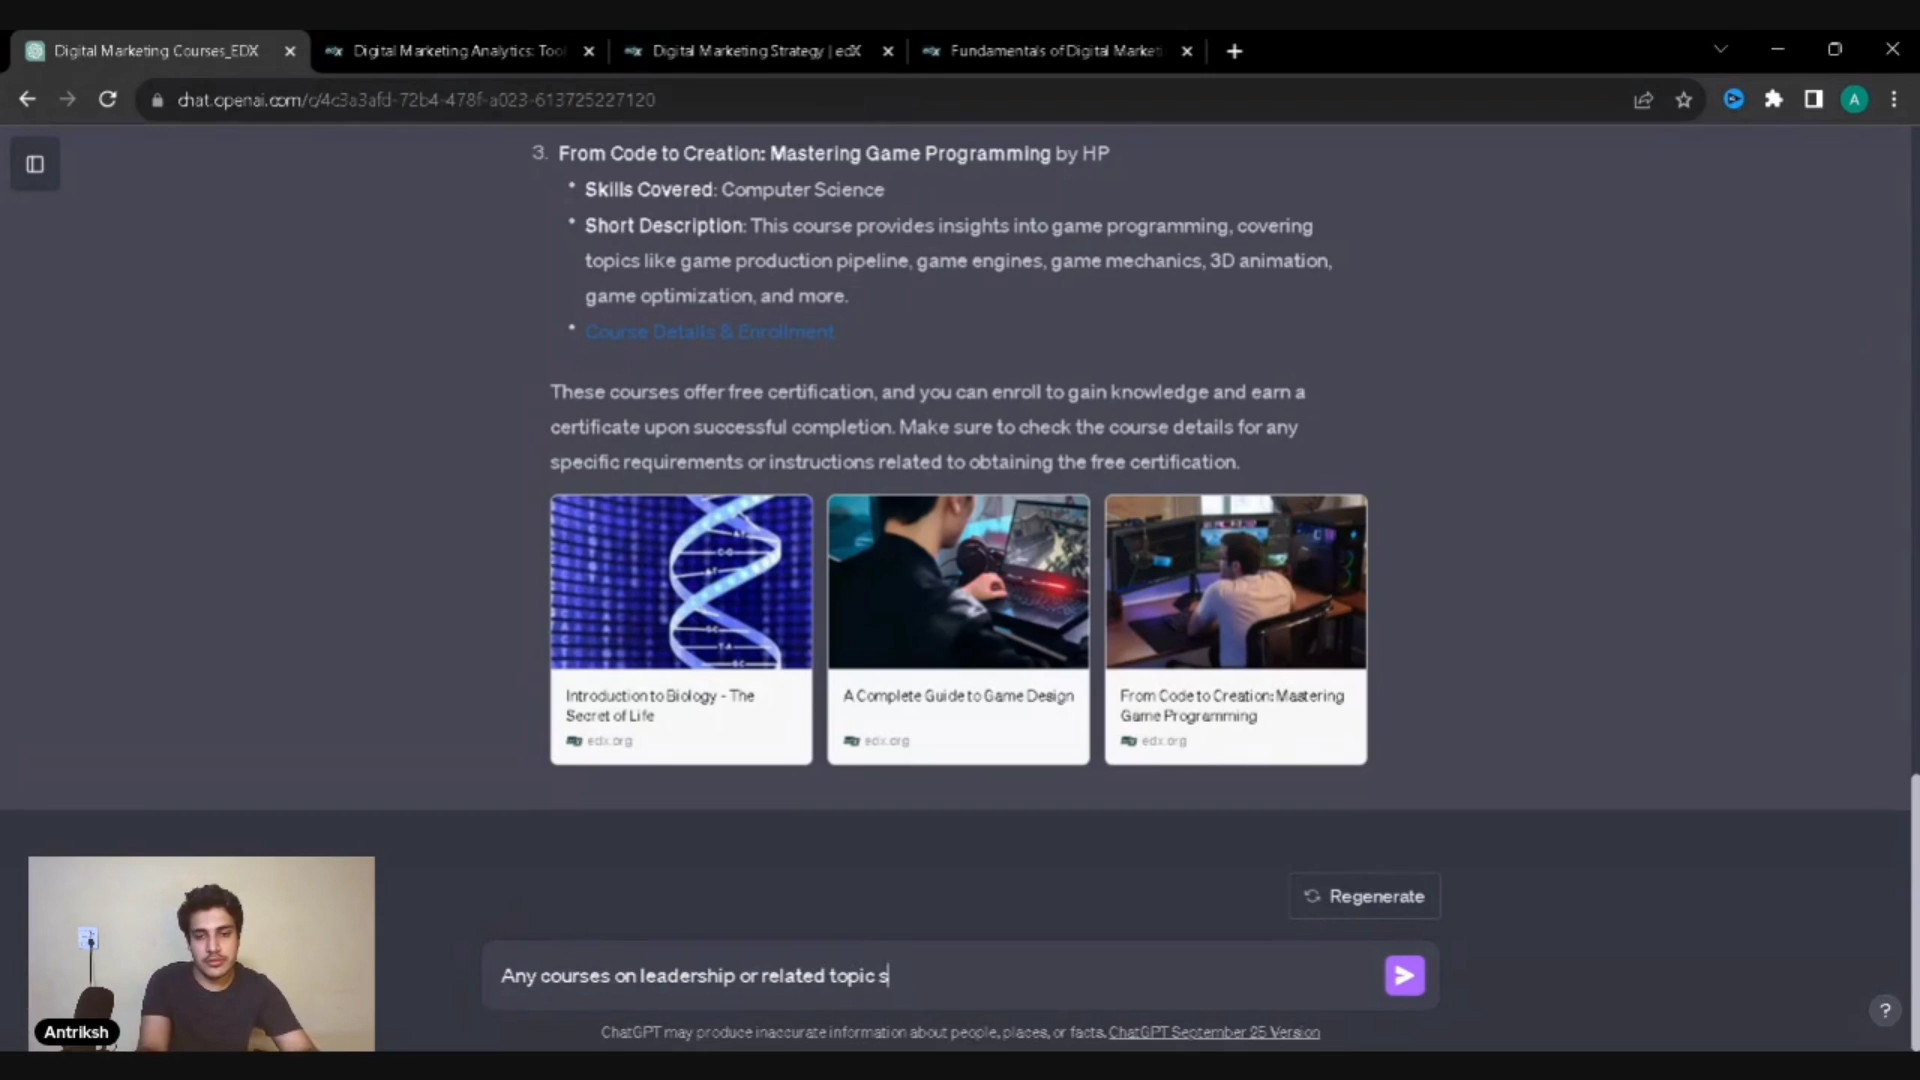 Digital Marketing Courses_EDX
Digital Marketing Analytics: Tool
Digital Marketing Strategy | edX
Fundamentals of Digital Marketi
chat.openai.com/c/4c3a3afd-72b4-478f-a023-613725227120
A
3. From Code to Creation: Mastering Game Programming by HP
• Skills Covered: Computer Science
• Short Description: This course provides insights into game programming, covering
topics like game production pipeline, game engines, game mechanics, 3D animation,
game optimization, and more.
• Course Details & Enrollment
These courses offer free certification, and you can enroll to gain knowledge and earn a
certificate upon successful completion. Make sure to check the course details for any
specific requirements or instructions related to obtaining the free certification.
Introduction to Biology - The
Secret of Life
edx.org
A Complete Guide to Game Design
edx.org
From Code to Creation: Mastering
Game Programming
edx.org
Regenerate
Any courses on leadership or related topic s
?
Antriksh
ChatGPT may produce inaccurate information about people, places, or facts. ChatGPT September 25 Version